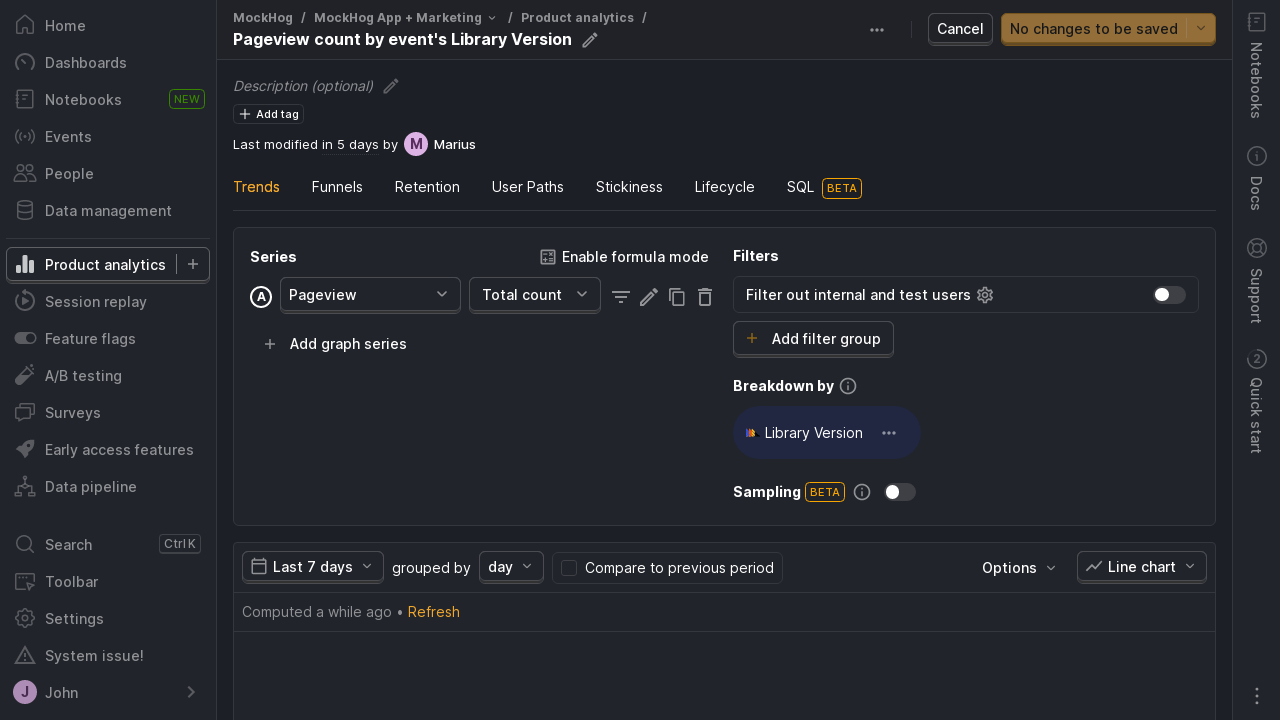 Home
Dashboards
Notebooks NEW
Events
People
Data management
Product analytics
Session replay
Feature flags
A/B testing
Surveys
Early access features
Data pipeline
Search Ctrl K
Toolbar
Settings
System issue!
J John
MockHog / MockHog App + Marketing / Product analytics /
Pageview count by event's Library Version
Cancel No changes to be saved
Description (optional)
Add tag
Last modified in 5 days by M Marius
Trends Funnels Retention User Paths Stickiness Lifecycle SQL BETA
Series Enable formula mode
A Pageview Total count
Add graph series
Filters
Filter out internal and test users
Add filter group
Breakdown by
Library Version
Sampling BETA
Last 7 days grouped by day Compare to previous period Options Line chart
Computed a while ago • Refresh
Notebooks
Docs
Support
2 Quick start